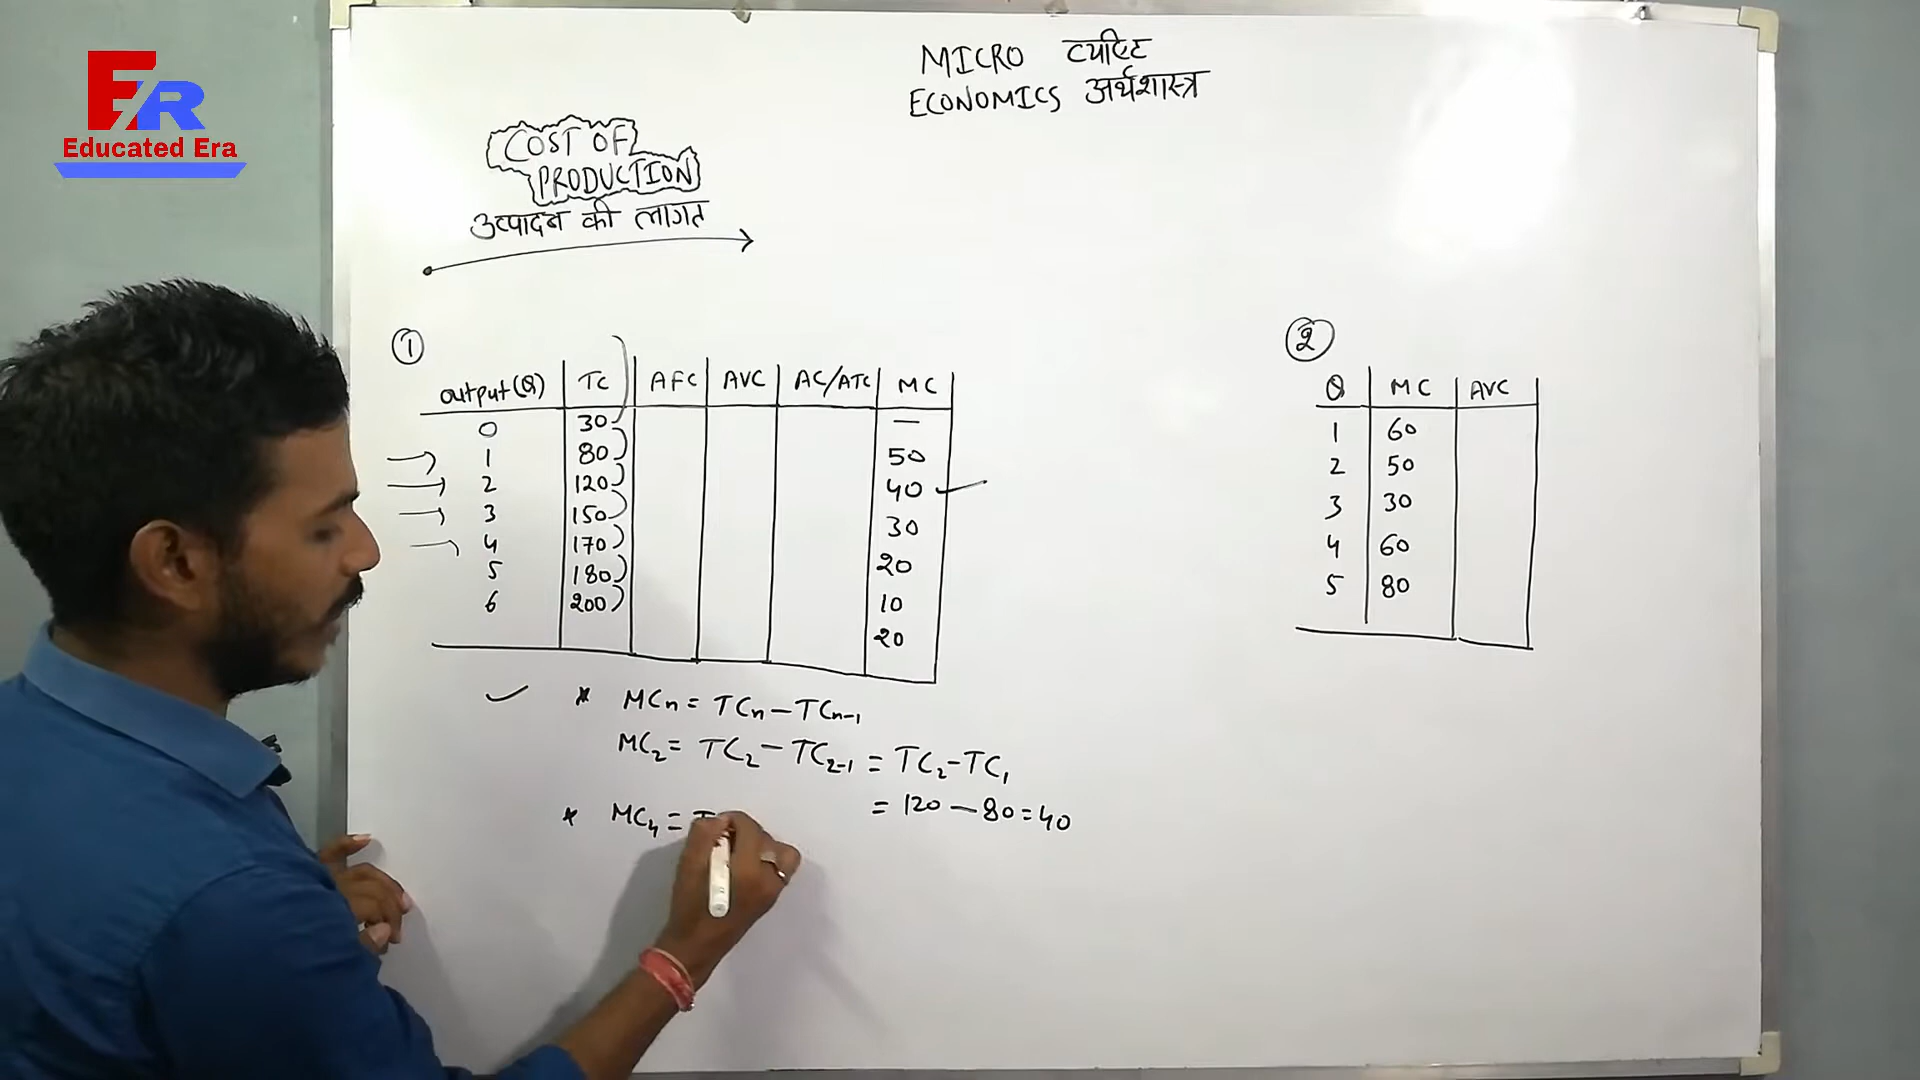 ER
Educated Era
MICRO व्यष्टि
ECONOMICS अर्थशास्त्र
COST OF
PRODUCTION
उत्पादन की लागत
1
output(Q) TC AFC AVC AC/ATC MC
0 30 —
1 80 50
2 120 40
3 150 30
4 170 20
5 180 10
6 200 20
* MCn = TCn - TCn-1
MC2 = TC2 - TC2-1 = TC2 - TC1
= 120 - 80 = 40
* MC4 =
2
Q MC AVC
1 60
2 50
3 30
4 60
5 80